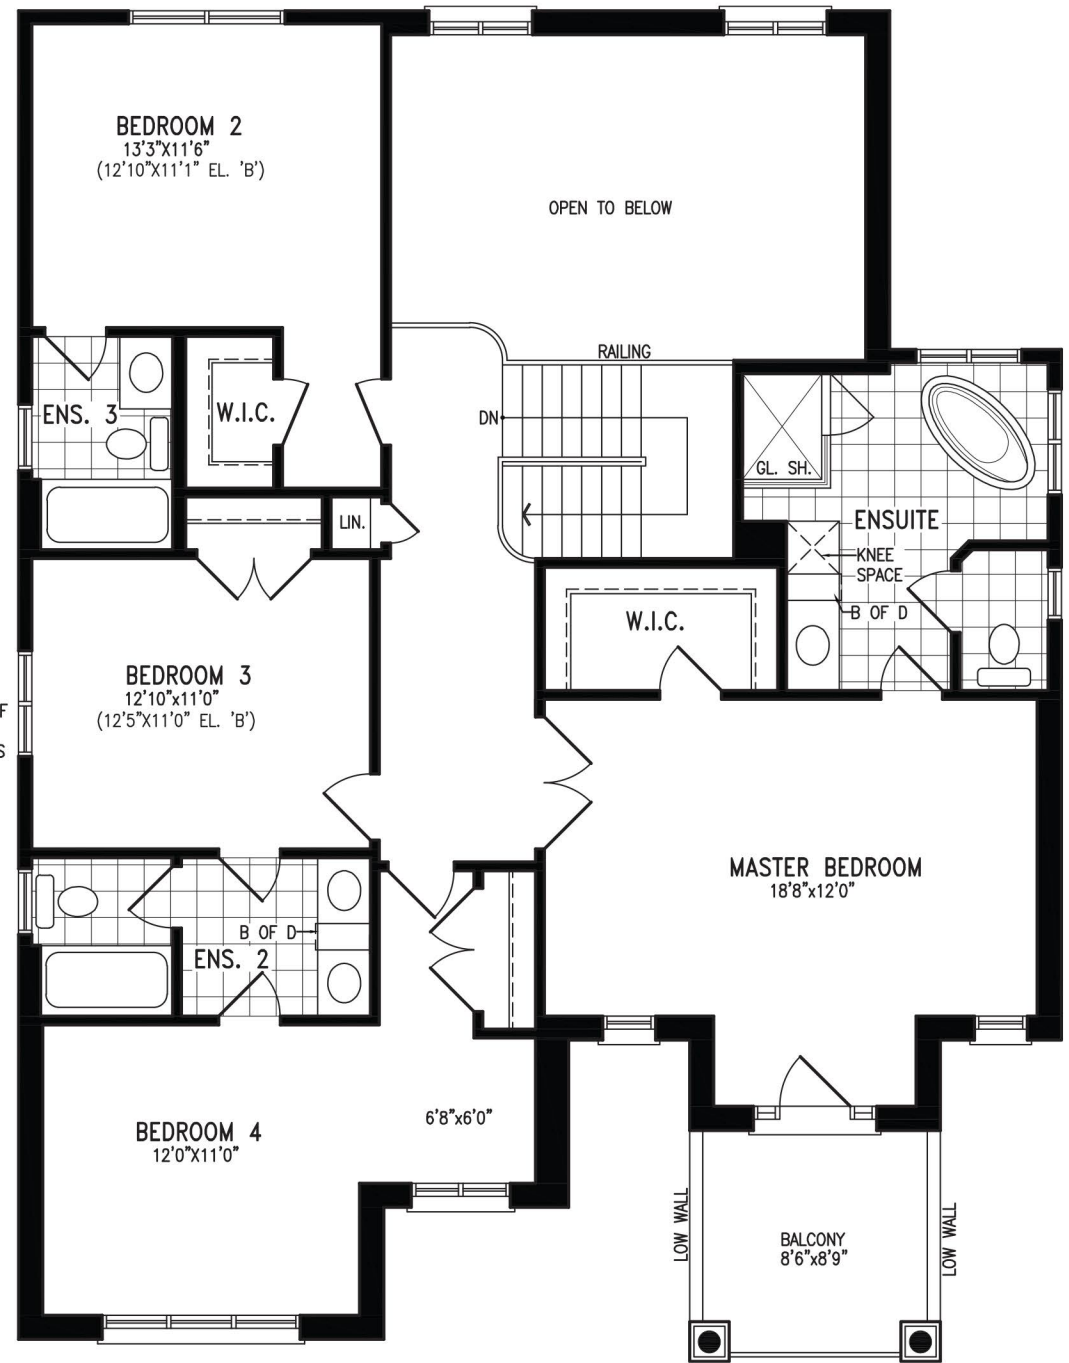 BEDROOM 2
13'3"X11'6"
(12'10"X11'1" EL. 'B')
OPEN TO BELOW
RAILING
ENS. 3
W.I.C.
DN
GL. SH.
LIN.
ENSUITE
KNEE
SPACE
B OF D
W.I.C.
BEDROOM 3
12'10"x11'0"
(12'5"X11'0" EL. 'B')
F
S
MASTER BEDROOM
18'8"x12'0"
B OF D
ENS. 2
6'8"x6'0"
BEDROOM 4
12'0"X11'0"
LOW WALL
BALCONY
8'6"x8'9"
LOW WALL